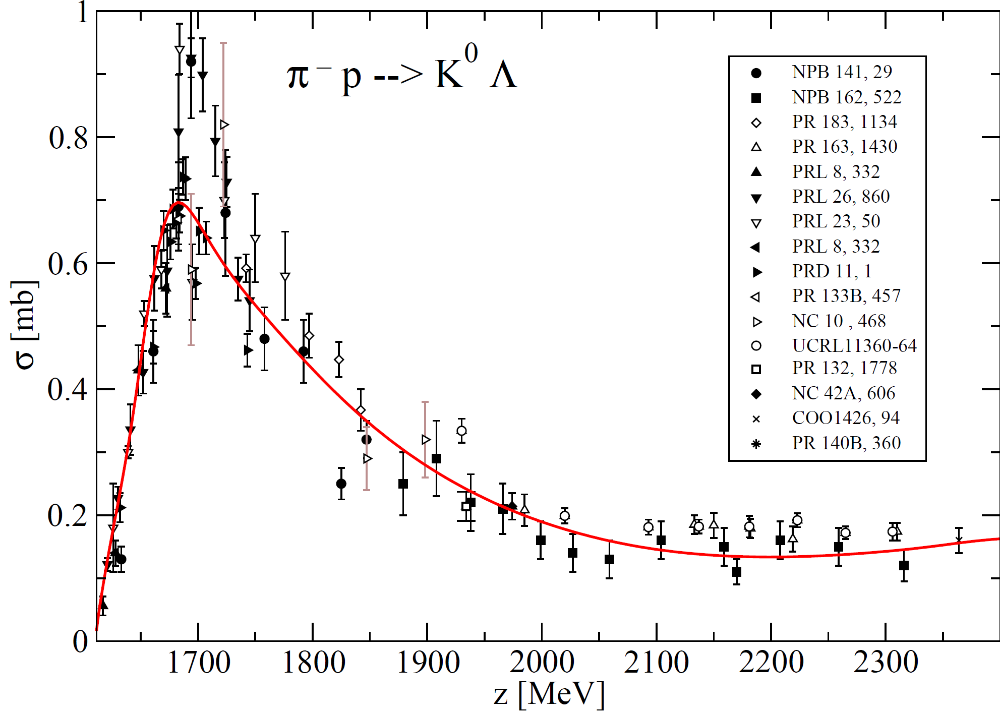 π⁻ p --> K⁰ Λ
1
0.8
0.6
0.4
0.2
0
σ [mb]
NPB 141, 29
NPB 162, 522
PR 183, 1134
PR 163, 1430
PRL 8, 332
PRL 26, 860
PRL 23, 50
PRL 8, 332
PRD 11, 1
PR 133B, 457
NC 10 , 468
UCRL11360-64
PR 132, 1778
NC 42A, 606
COO1426, 94
PR 140B, 360
1700 1800 1900 2000 2100 2200 2300
z [MeV]